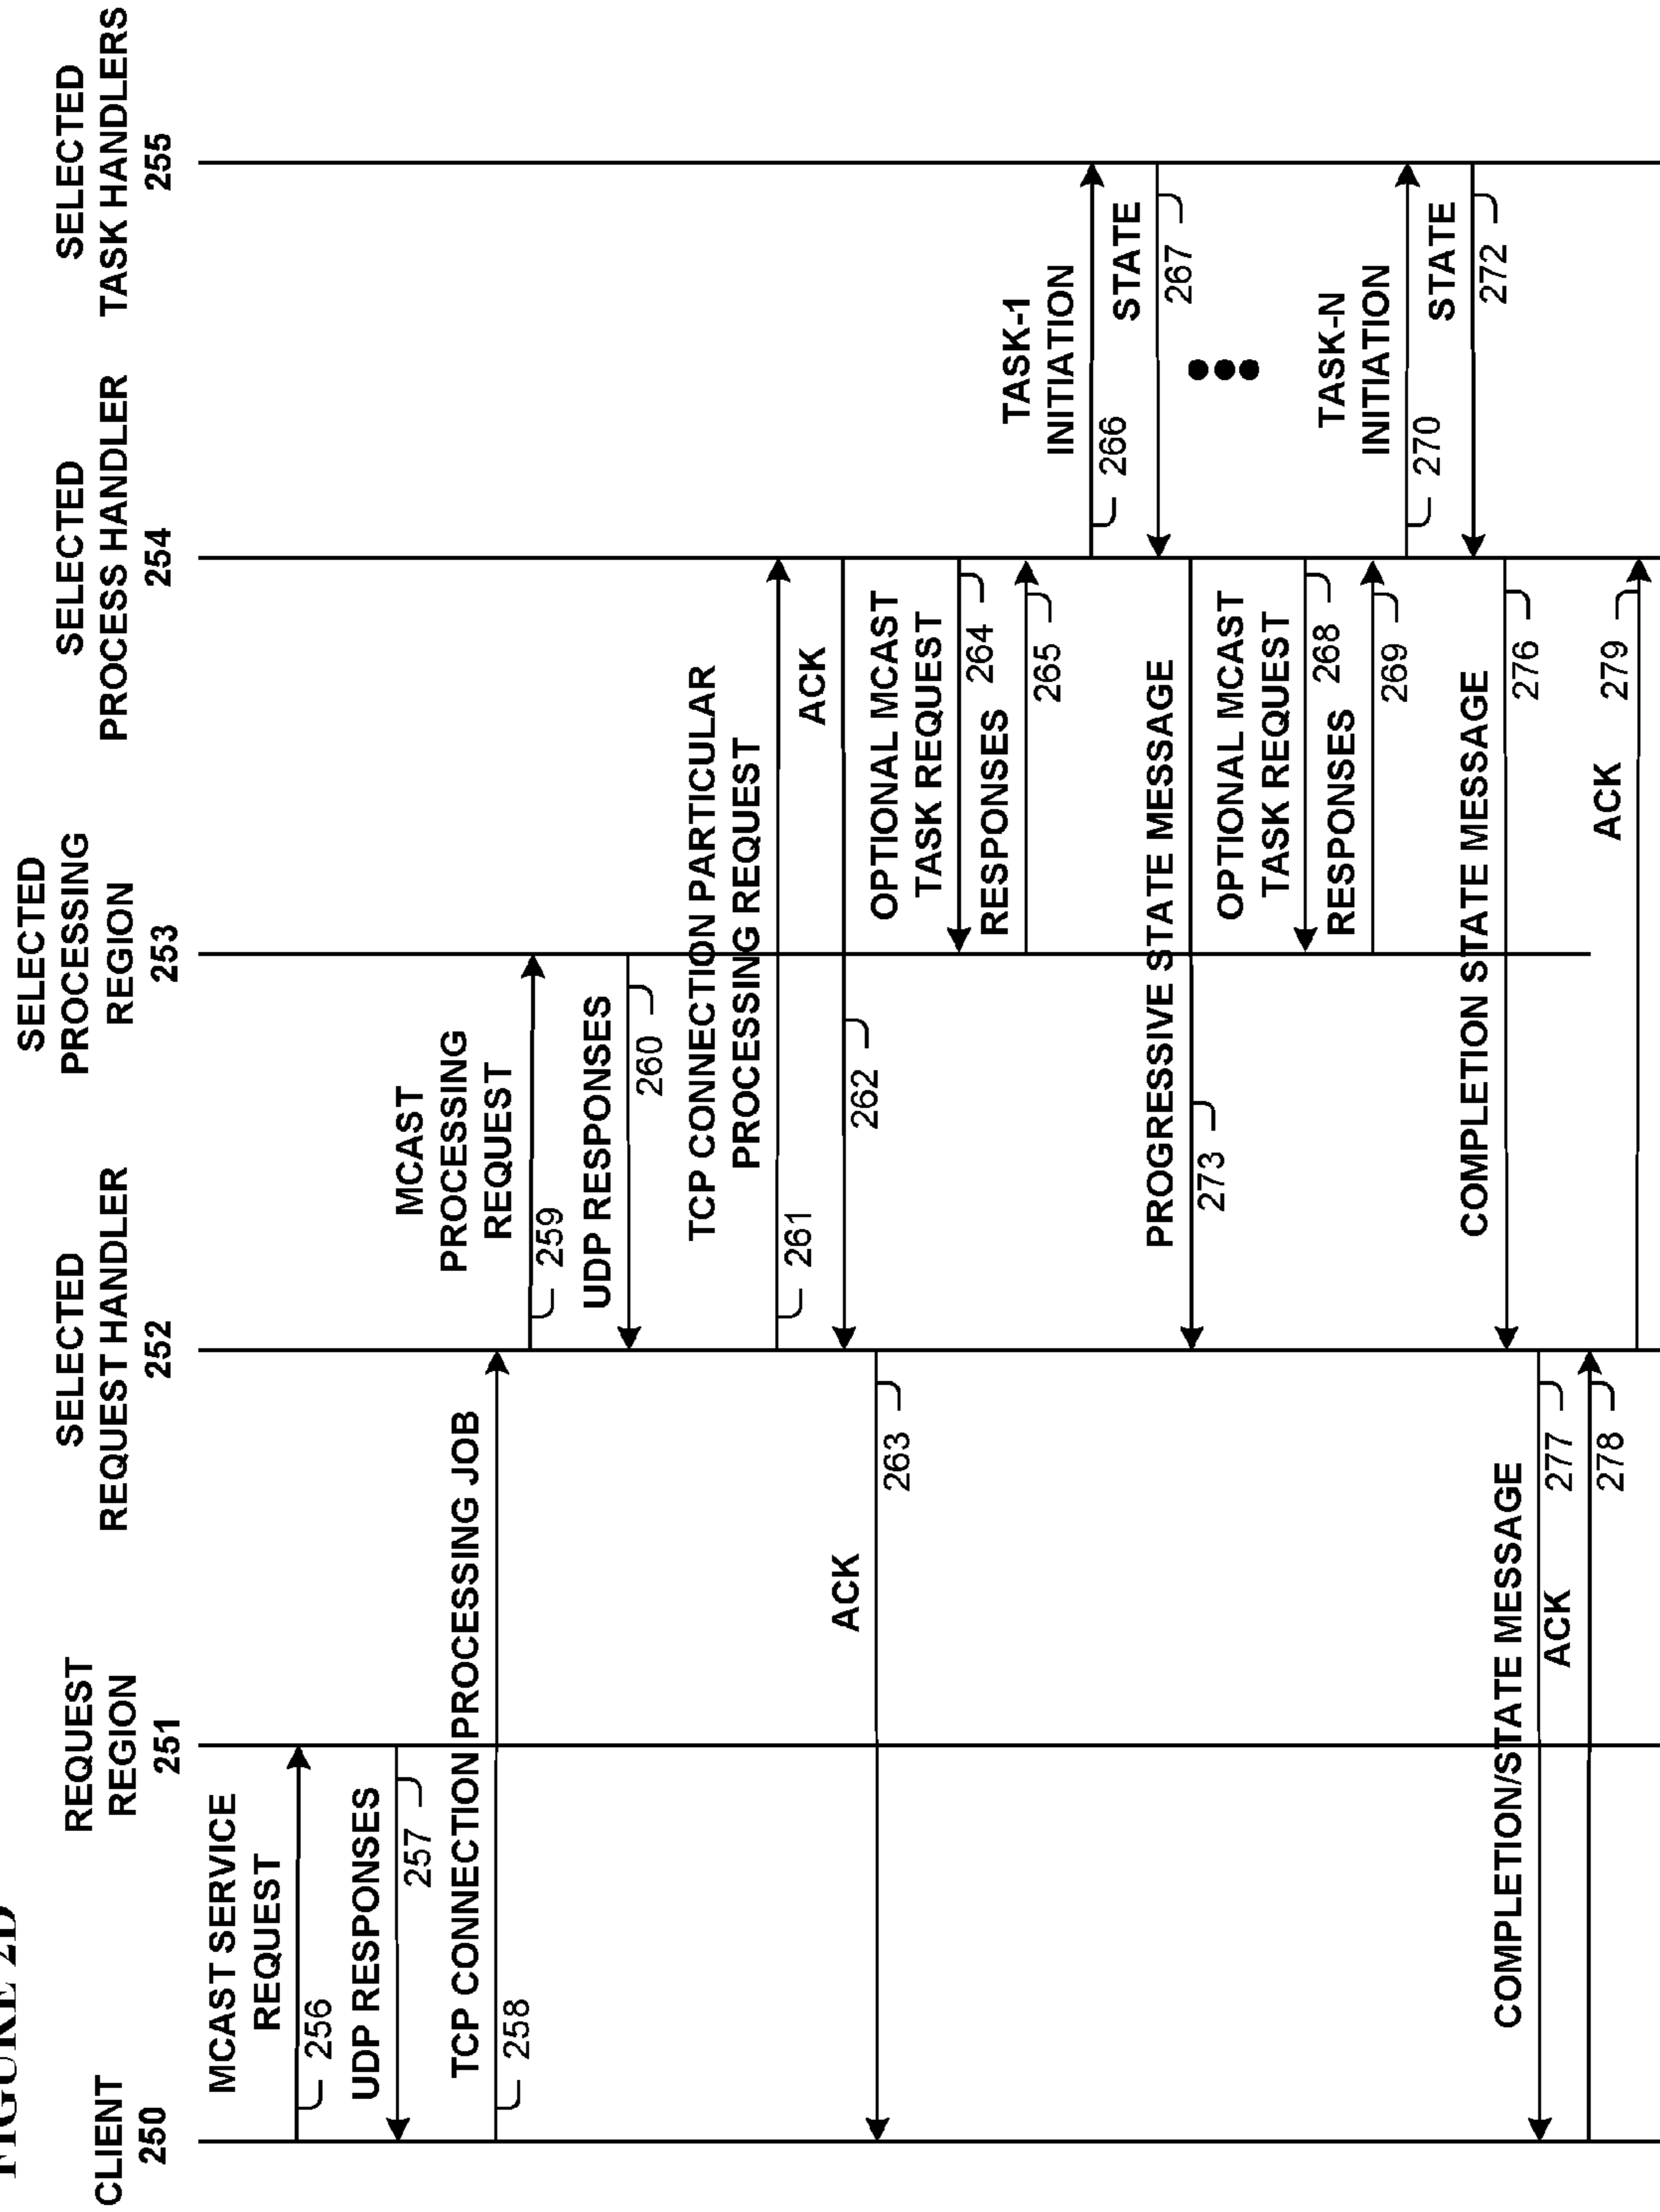 FIGURE 2D
CLIENT
250
REQUEST
REGION
251
SELECTED
REQUEST HANDLER
252
SELECTED
PROCESSING
REGION
253
SELECTED
PROCESS HANDLER
254
SELECTED
TASK HANDLERS
255
MCAST SERVICE
REQUEST
256
UDP RESPONSES
257
TCP CONNECTION PROCESSING JOB
258
MCAST
PROCESSING
REQUEST
259
UDP RESPONSES
260
TCP CONNECTION PARTICULAR
PROCESSING REQUEST
261
ACK
262
ACK
263
OPTIONAL MCAST
TASK REQUEST
264
RESPONSES
265
TASK-1
INITIATION
266
STATE
267
PROGRESSIVE STATE MESSAGE
273
OPTIONAL MCAST
TASK REQUEST
268
RESPONSES
269
TASK-N
INITIATION
270
STATE
272
COMPLETION STATE MESSAGE
276
COMPLETION/STATE MESSAGE
277
ACK
278
ACK
279